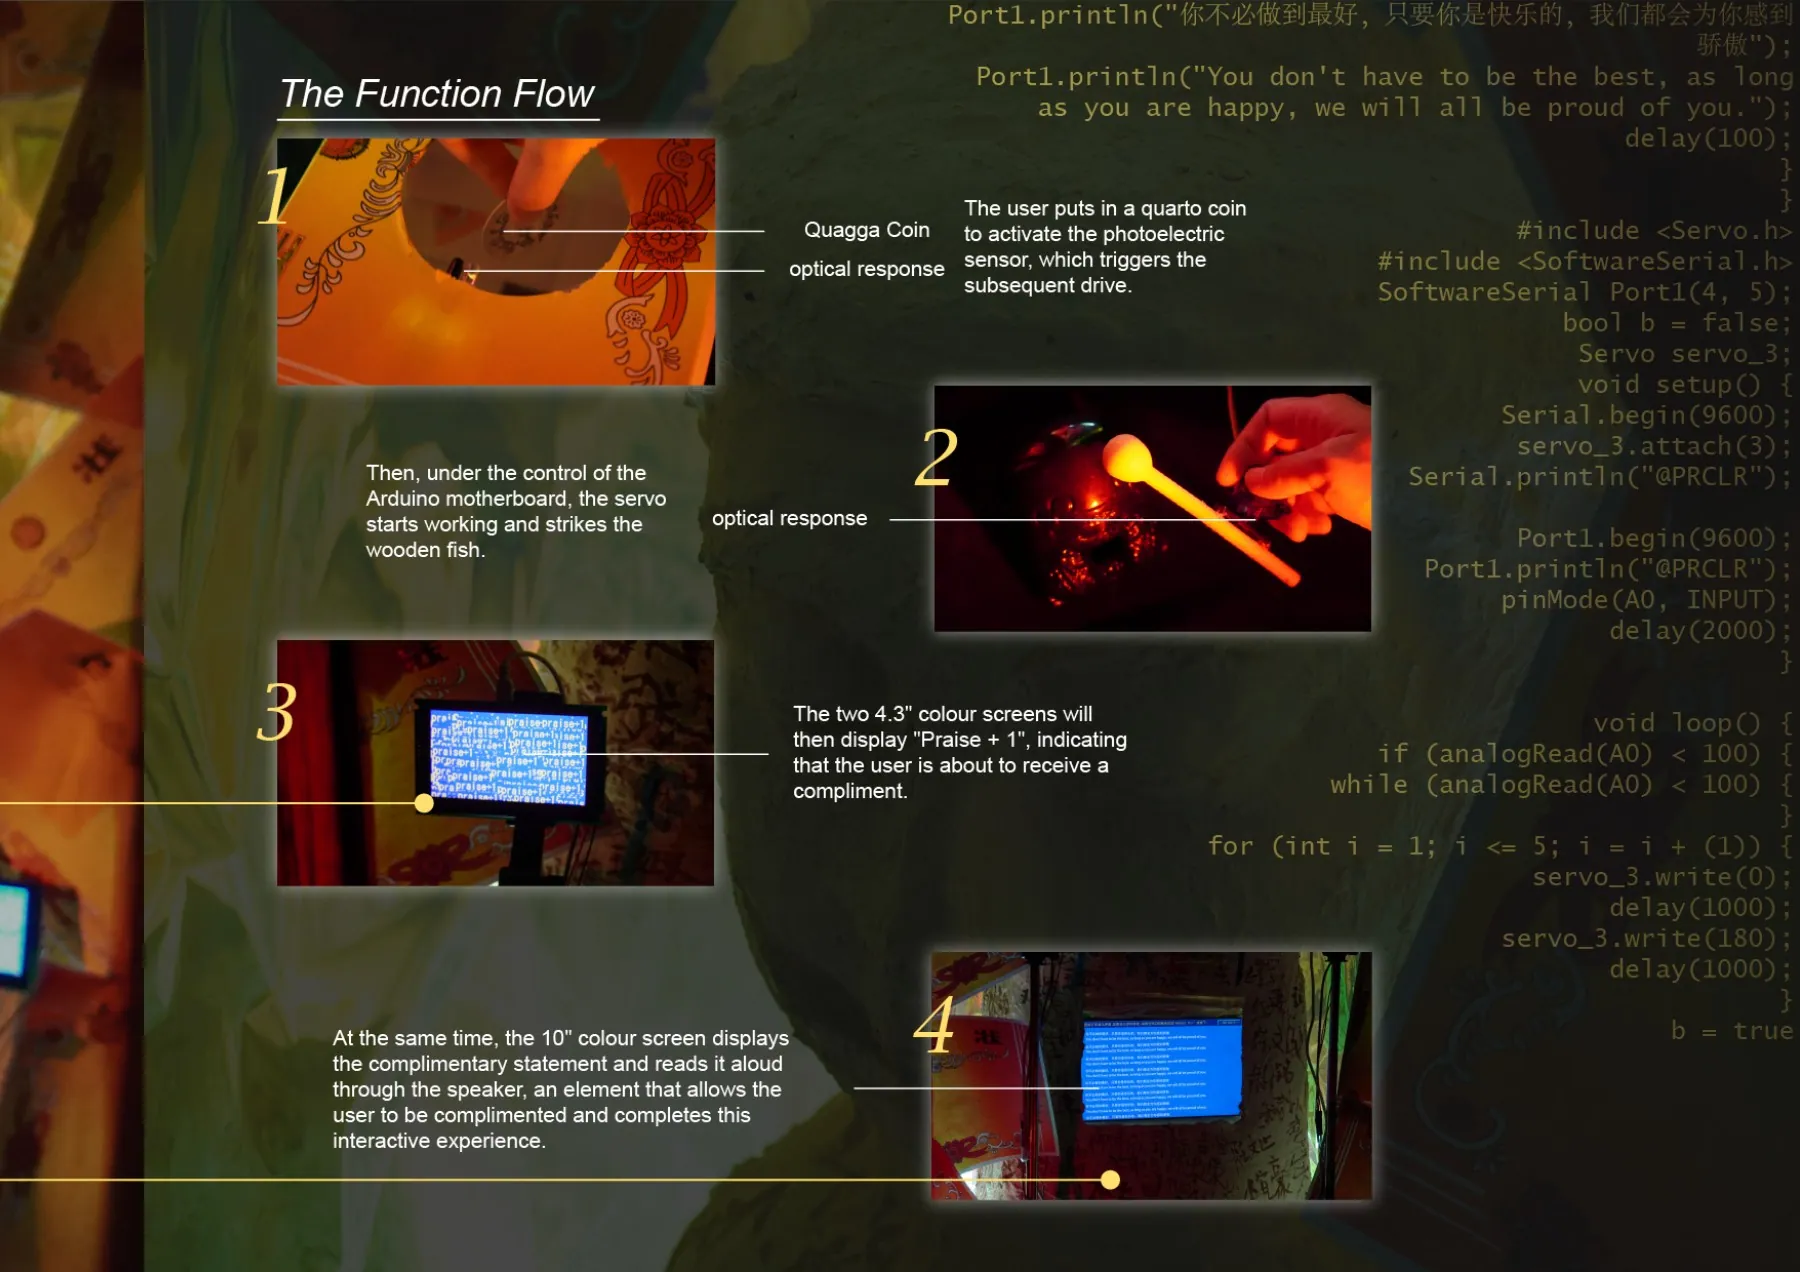 The Function Flow
1
Quagga Coin
optical response
The user puts in a quarto coin
to activate the photoelectric
sensor, which triggers the
subsequent drive.
2
Then, under the control of the
Arduino motherboard, the servo
starts working and strikes the
wooden fish.
optical response
3
praise+1
The two 4.3" colour screens will
then display "Praise + 1", indicating
that the user is about to receive a
compliment.
4
At the same time, the 10" colour screen displays
the complimentary statement and reads it aloud
through the speaker, an element that allows the
user to be complimented and completes this
interactive experience.
Port1.println("你不必做到最好，只要你是快乐的，我们都会为你感到
骄傲");
Port1.println("You don't have to be the best, as long
as you are happy, we will all be proud of you.");
delay(100);
}
}
#include <Servo.h>
#include <SoftwareSerial.h>
SoftwareSerial Port1(4, 5);
bool b = false;
Servo servo_3;
void setup() {
Serial.begin(9600);
servo_3.attach(3);
Serial.println("@PRCLR");
Port1.begin(9600);
Port1.println("@PRCLR");
pinMode(A0, INPUT);
delay(2000);
}
void loop() {
if (analogRead(A0) < 100) {
while (analogRead(A0) < 100) {
}
for (int i = 1; i <= 5; i = i + (1)) {
servo_3.write(0);
delay(1000);
servo_3.write(180);
delay(1000);
}
b = true